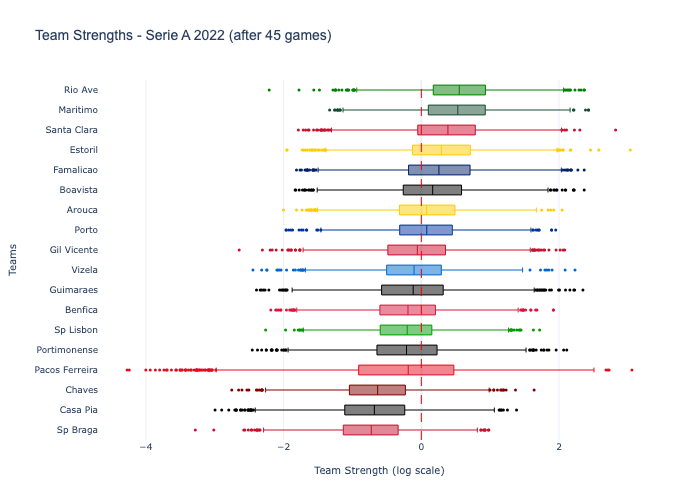 Team Strengths - Serie A 2022 (after 45 games)
Rio Ave
Maritimo
Santa Clara
Estoril
Famalicao
Boavista
Arouca
Porto
Gil Vicente
Vizela
Guimaraes
Benfica
Sp Lisbon
Portimonense
Pacos Ferreira
Chaves
Casa Pia
Sp Braga
Teams
−4 −2 0 2
Team Strength (log scale)